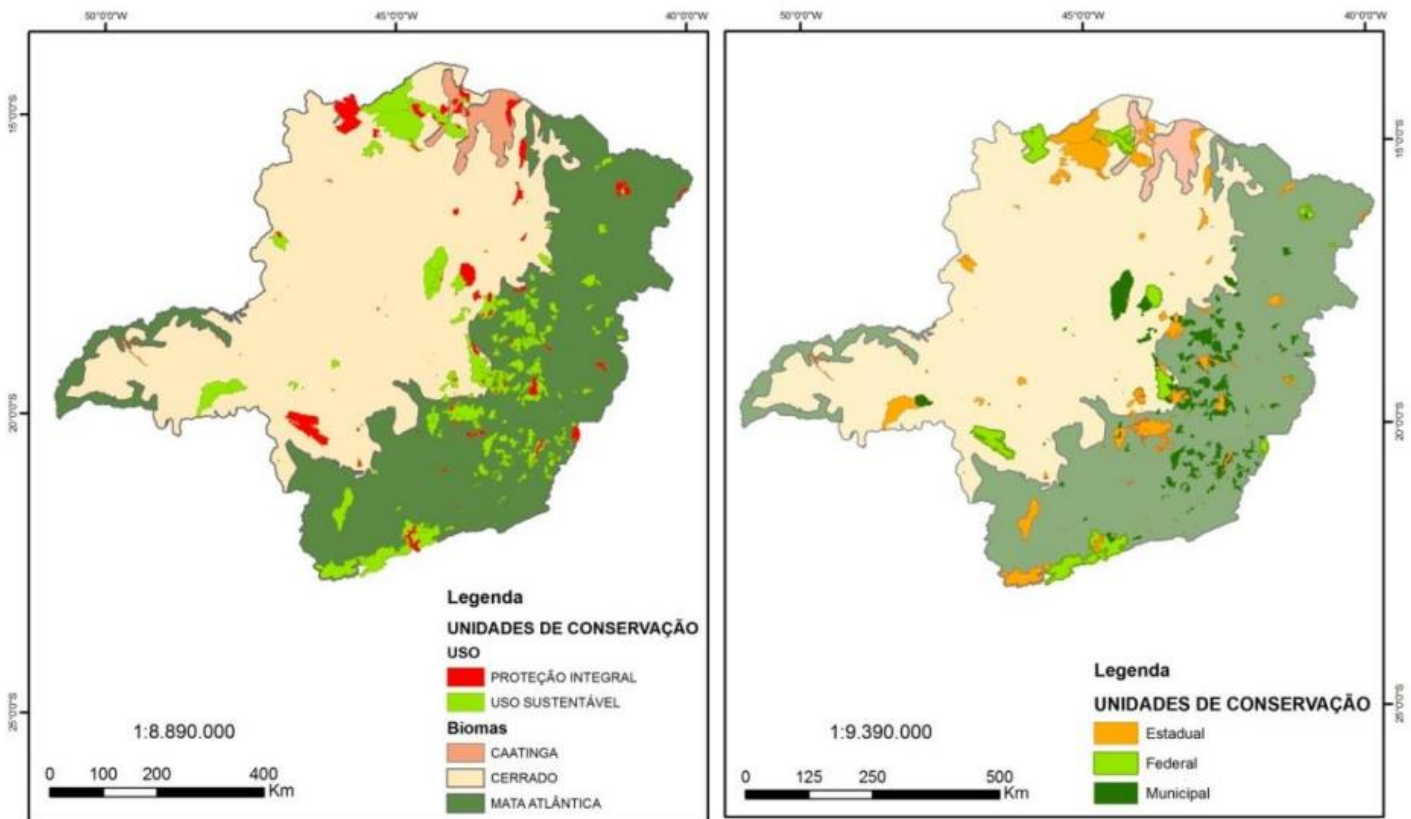 50°0'0"W 45°0'0"W 40°0'0"W
15°0'0"S
20°0'0"S
25°0'0"S
Legenda
UNIDADES DE CONSERVAÇÃO
USO
PROTEÇÃO INTEGRAL
USO SUSTENTÁVEL
Biomas
CAATINGA
CERRADO
MATA ATLÂNTICA
1:8.890.000
0 100 200 400
Km
50°0'0"W 45°0'0"W 40°0'0"W
15°0'0"S
20°0'0"S
25°0'0"S
Legenda
UNIDADES DE CONSERVAÇÃO
Estadual
Federal
Municipal
1:9.390.000
0 125 250 500
Km